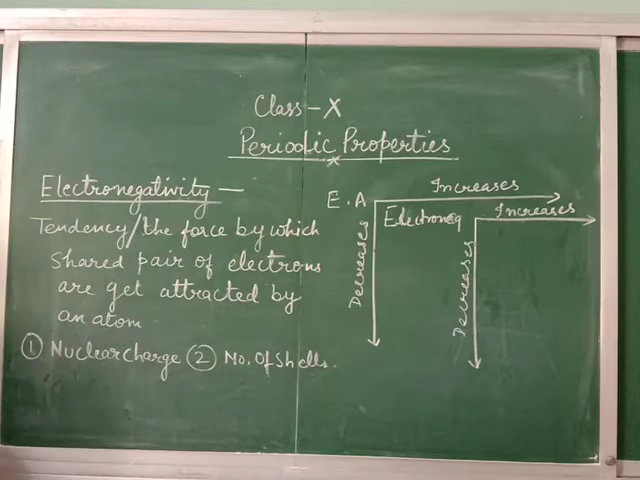 Class-X
Periodic Properties
Electronegativity —
Tendency/the force by which
shared pair of electrons
are get attracted by
an atom.
① Nuclear charge ② No. Of Shells.
E.A
Increases
Decreases
Electroneg
Increases
Decreases